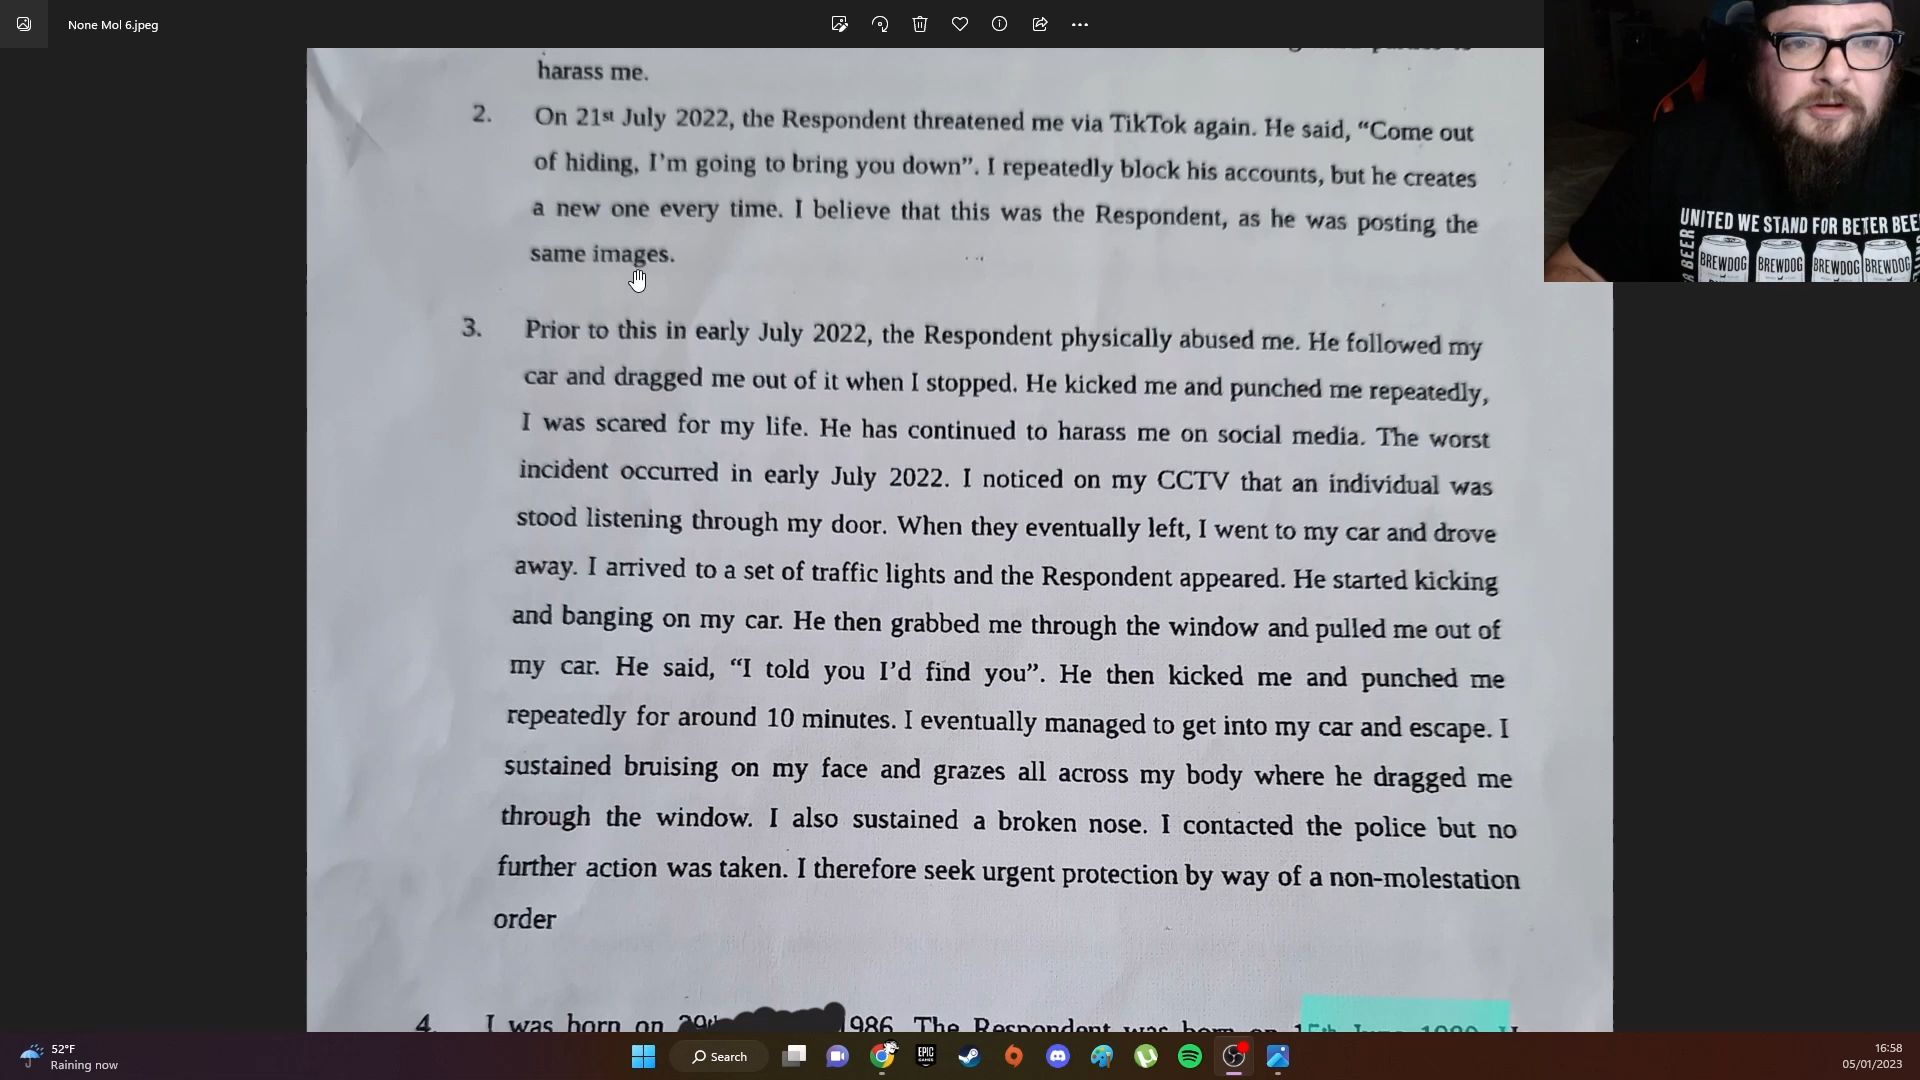 None Mol 6.jpeg
harass me.
2. On 21st July 2022, the Respondent threatened me via TikTok again. He said, “Come out
of hiding, I’m going to bring you down”. I repeatedly block his accounts, but he creates
a new one every time. I believe that this was the Respondent, as he was posting the
same images.
3. Prior to this in early July 2022, the Respondent physically abused me. He followed my
car and dragged me out of it when I stopped. He kicked me and punched me repeatedly,
I was scared for my life. He has continued to harass me on social media. The worst
incident occurred in early July 2022. I noticed on my CCTV that an individual was
stood listening through my door. When they eventually left, I went to my car and drove
away. I arrived to a set of traffic lights and the Respondent appeared. He started kicking
and banging on my car. He then grabbed me through the window and pulled me out of
my car. He said, “I told you I’d find you”. He then kicked me and punched me
repeatedly for around 10 minutes. I eventually managed to get into my car and escape. I
sustained bruising on my face and grazes all across my body where he dragged me
through the window. I also sustained a broken nose. I contacted the police but no
further action was taken. I therefore seek urgent protection by way of a non-molestation
order
4. I was born on 1986. The Respondent was born on
UNITED WE STAND FOR BETTER BEE
BEER
BREWDOG BREWDOG BREWDOG BREWDOG
52°F
Raining now
Search
EPIC GAMES
16:58
05/01/2023